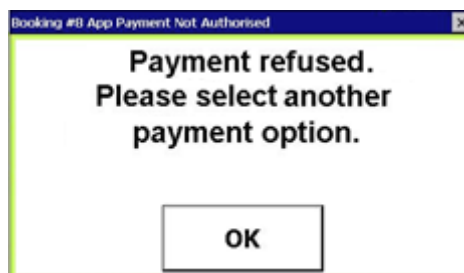 Booking #8 App Payment Not Authorised
Payment refused.
Please select another
payment option.
OK